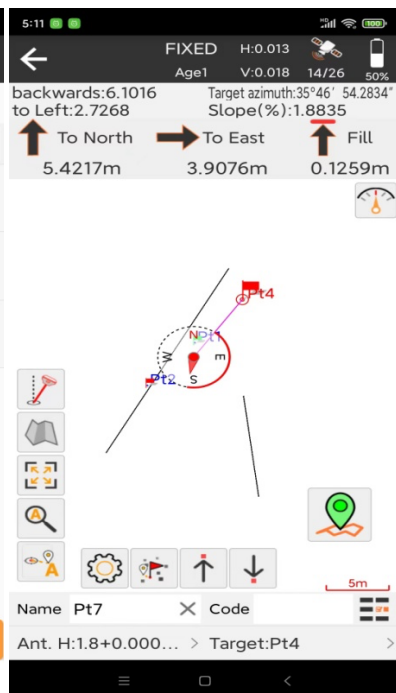 5:11 HD 100
FIXED H:0.013
Age1 V:0.018 14/26 50%
backwards:6.1016 Target azimuth:35°46′ 54.2834″
to Left:2.7268 Slope(%):1.8835
To North To East Fill
5.4217m 3.9076m 0.1259m
Pt4
N Pt1
W E
Pt2 S
A
A
5m
Name Pt7 Code
Ant. H:1.8+0.000... > Target:Pt4 >